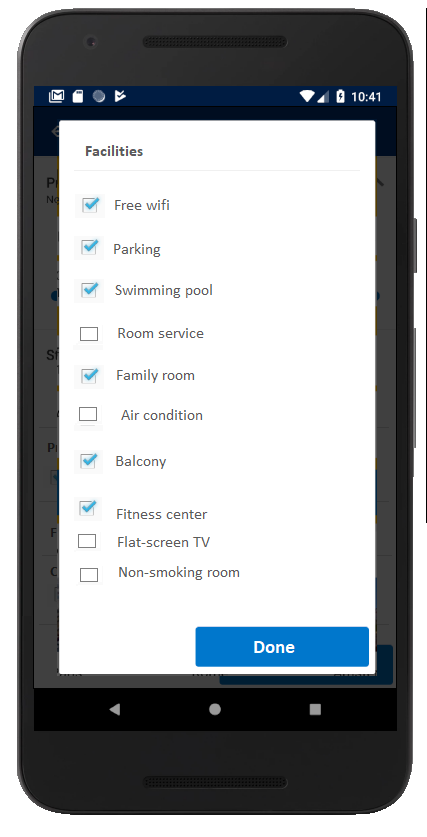 10:41
Facilities
Free wifi
Parking
Swimming pool
Room service
Family room
Air condition
Balcony
Fitness center
Flat-screen TV
Non-smoking room
Done